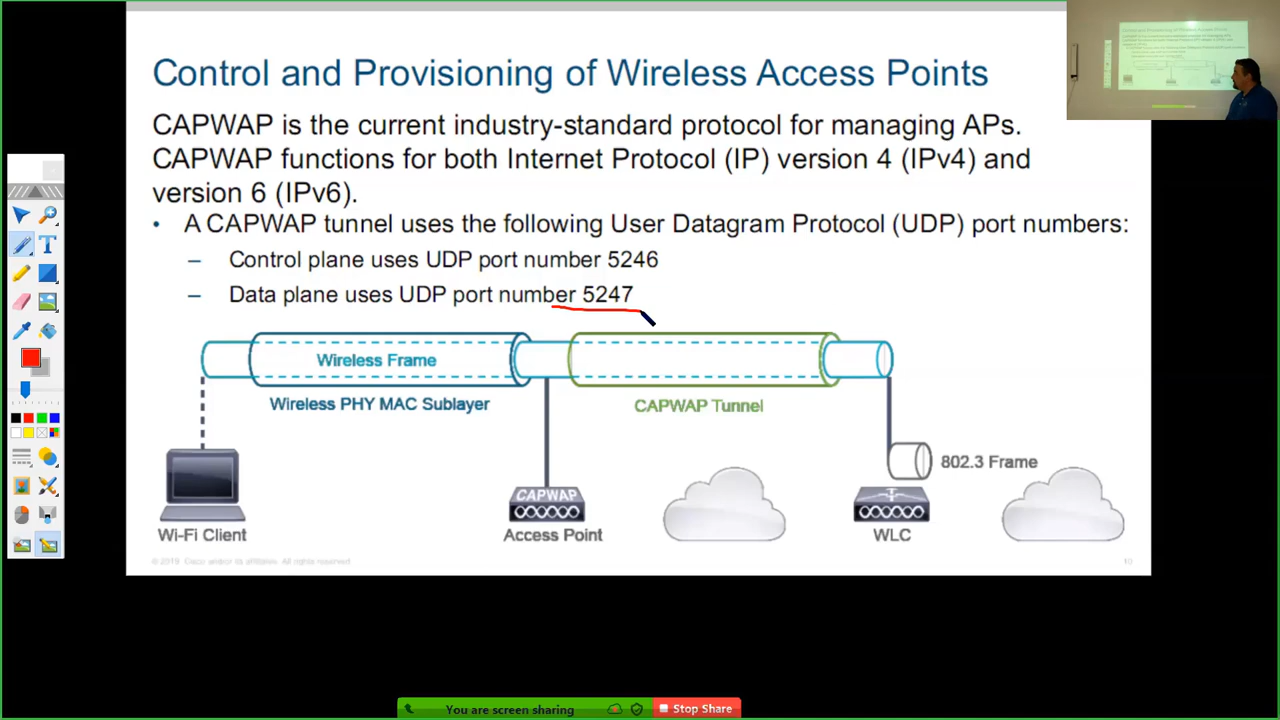 Control and Provisioning of Wireless Access Points
CAPWAP is the current industry-standard protocol for managing APs.
CAPWAP functions for both Internet Protocol (IP) version 4 (IPv4) and
version 6 (IPv6).
• A CAPWAP tunnel uses the following User Datagram Protocol (UDP) port numbers:
– Control plane uses UDP port number 5246
– Data plane uses UDP port number 5247
Wireless Frame
Wireless PHY MAC Sublayer
CAPWAP Tunnel
802.3 Frame
CAPWAP
Wi-Fi Client
Access Point
WLC
© 2019 Cisco and/or its affiliates. All rights reserved.
10
T
You are screen sharing
Stop Share